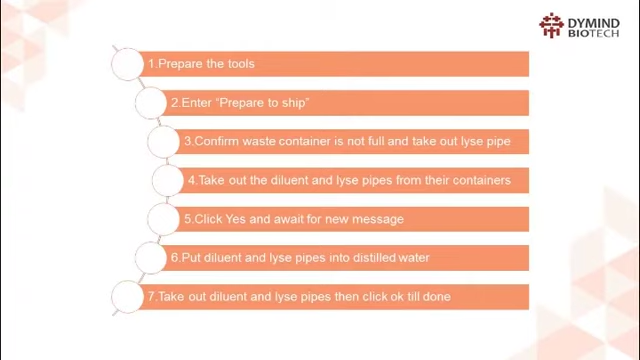 DYMIND
BIOTECH
1.Prepare the tools
2.Enter “Prepare to ship”
3.Confirm waste container is not full and take out lyse pipe
4.Take out the diluent and lyse pipes from their containers
5.Click Yes and await for new message
6.Put diluent and lyse pipes into distilled water
7.Take out diluent and lyse pipes then click ok till done